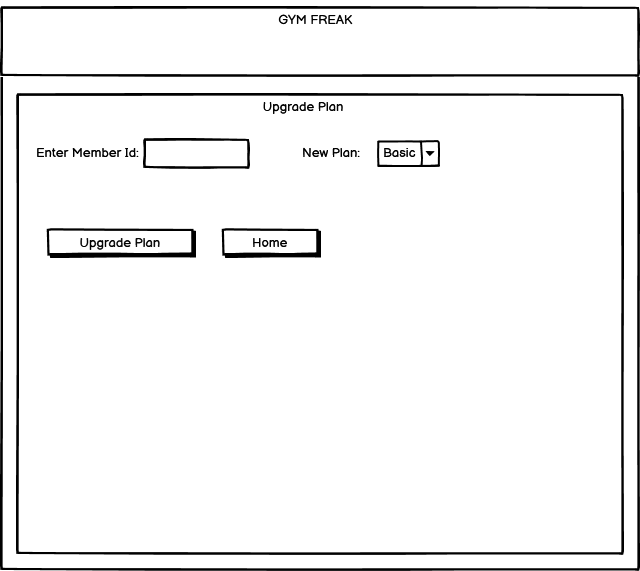 GYM FREAK
Upgrade Plan
Enter Member Id: New Plan: Basic
Upgrade Plan Home